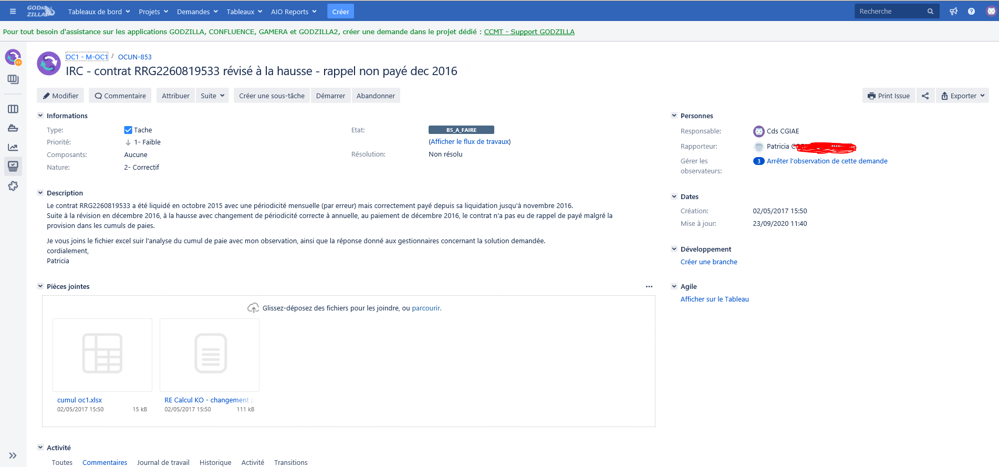 GODZILLA
Tableaux de bord Projets Demandes Tableaux AIO Reports Créer Recherche
Pour tout besoin d'assistance sur les applications GODZILLA, CONFLUENCE, GAMERA et GODZILLA2, créer une demande dans le projet dédié : CCMT - Support GODZILLA
OC1 - M-OC1 / OCUN-853
IRC - contrat RRG2260819533 révisé à la hausse - rappel non payé dec 2016
Modifier Commentaire Attribuer Suite Créer une sous-tâche Démarrer Abandonner Print Issue Exporter
Informations
Type: Tache
Priorité: 1- Faible
Composants: Aucune
Nature: 2- Correctif
Etat: B5_A_FAIRE
(Afficher le flux de travaux)
Résolution: Non résolu
Description
Le contrat RRG2260819533 a été liquidé en octobre 2015 avec une périodicité mensuelle (par erreur) mais correctement payé depuis sa liquidation jusqu'à novembre 2016.
Suite à la révision en décembre 2016, à la hausse avec changement de périodicité correcte à annuelle, au paiement de décembre 2016, le contrat n'a pas eu de rappel de payé malgré la
provision dans les cumuls de paies.
Je vous joins le fichier excel suir l'analyse du cumul de paie avec mon observation, ainsi que la réponse donné aux gestionnaires concernant la solution demandée.
cordialement,
Patricia
Pièces jointes
Glissez-déposez des fichiers pour les joindre, ou parcourir.
cumul oc1.xlsx
02/05/2017 15:50 15 kB
RE Calcul KO - changement p
02/05/2017 15:50 111 kB
Activité
Toutes Commentaires Journal de travail Historique Activité Transitions
Personnes
Responsable: Cds CGIAE
Rapporteur: Patricia
Gérer les
observateurs:
3 Arrêter l'observation de cette demande
Dates
Création: 02/05/2017 15:50
Mise à jour: 23/09/2020 11:40
Développement
Créer une branche
Agile
Afficher sur le Tableau